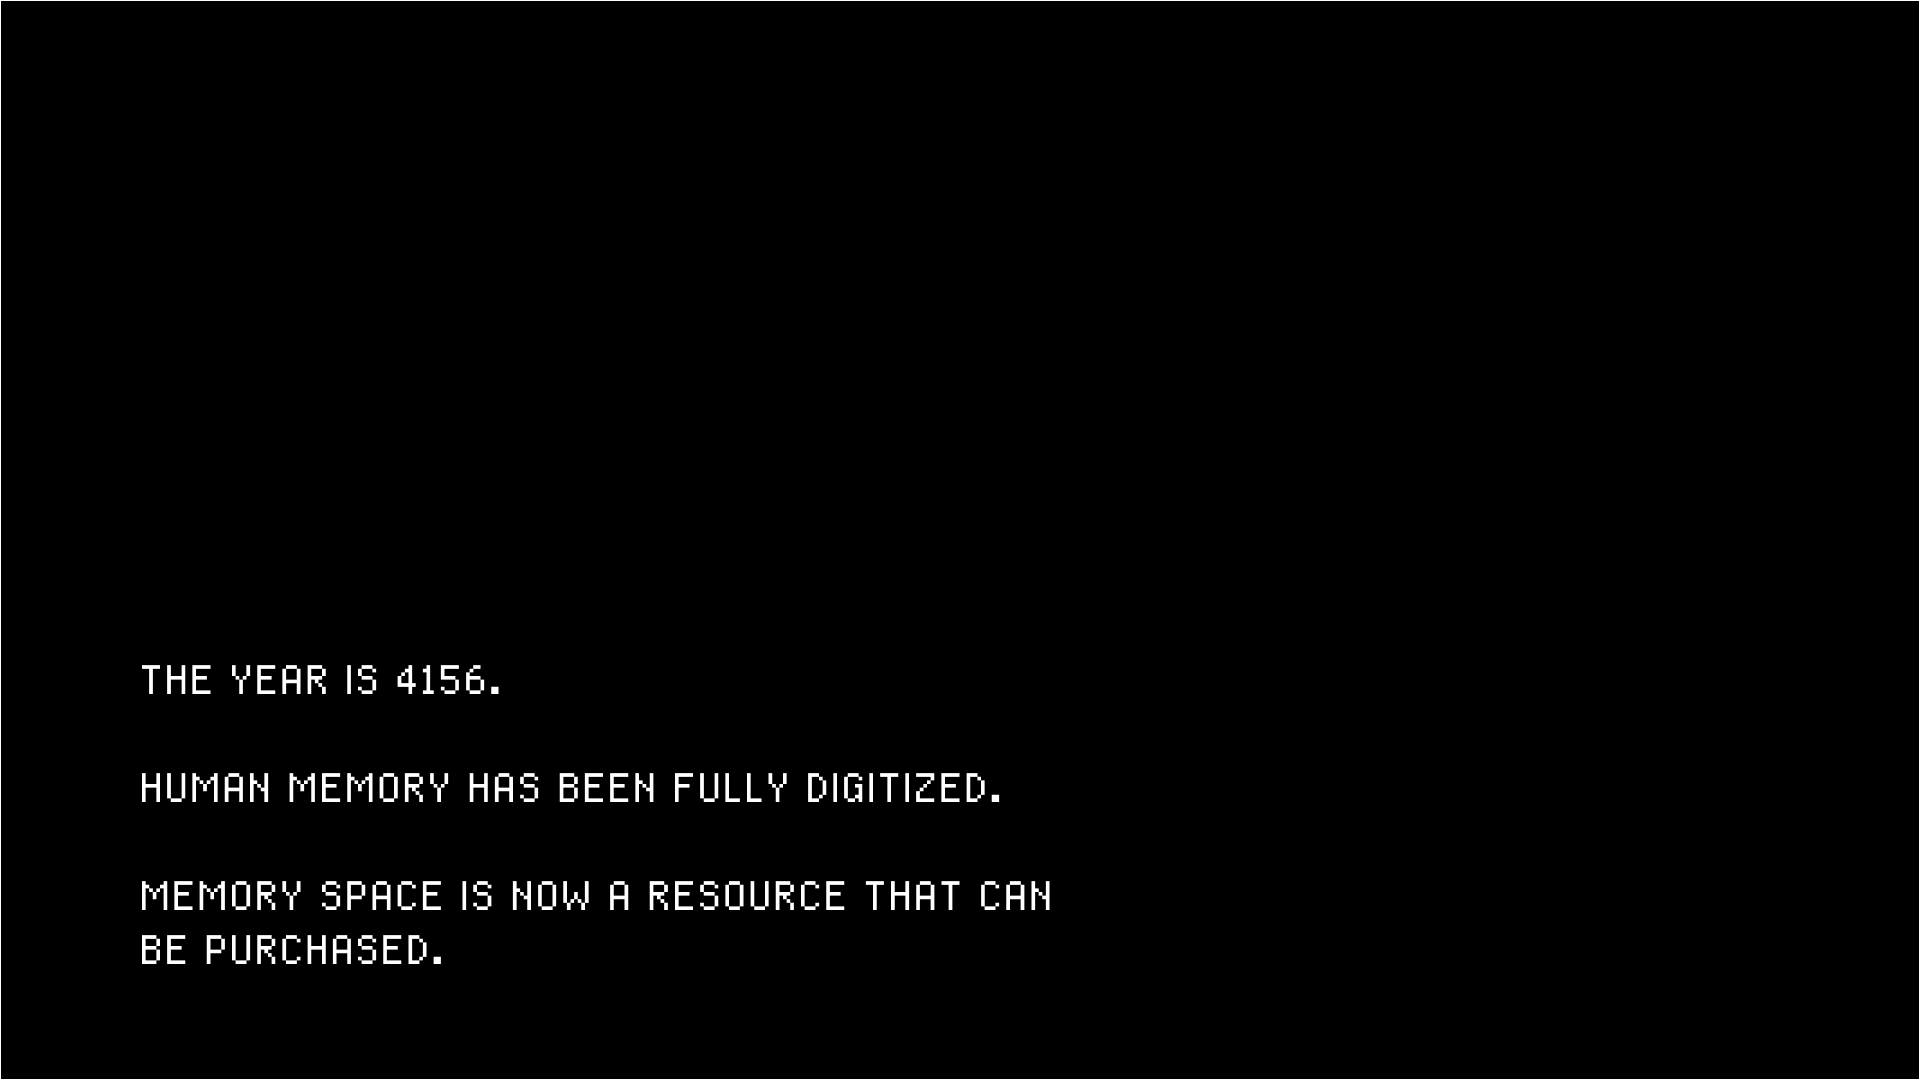 THE YEAR IS 4156.
HUMAN MEMORY HAS BEEN FULLY DIGITIZED.
MEMORY SPACE IS NOW A RESOURCE THAT CAN
BE PURCHASED.